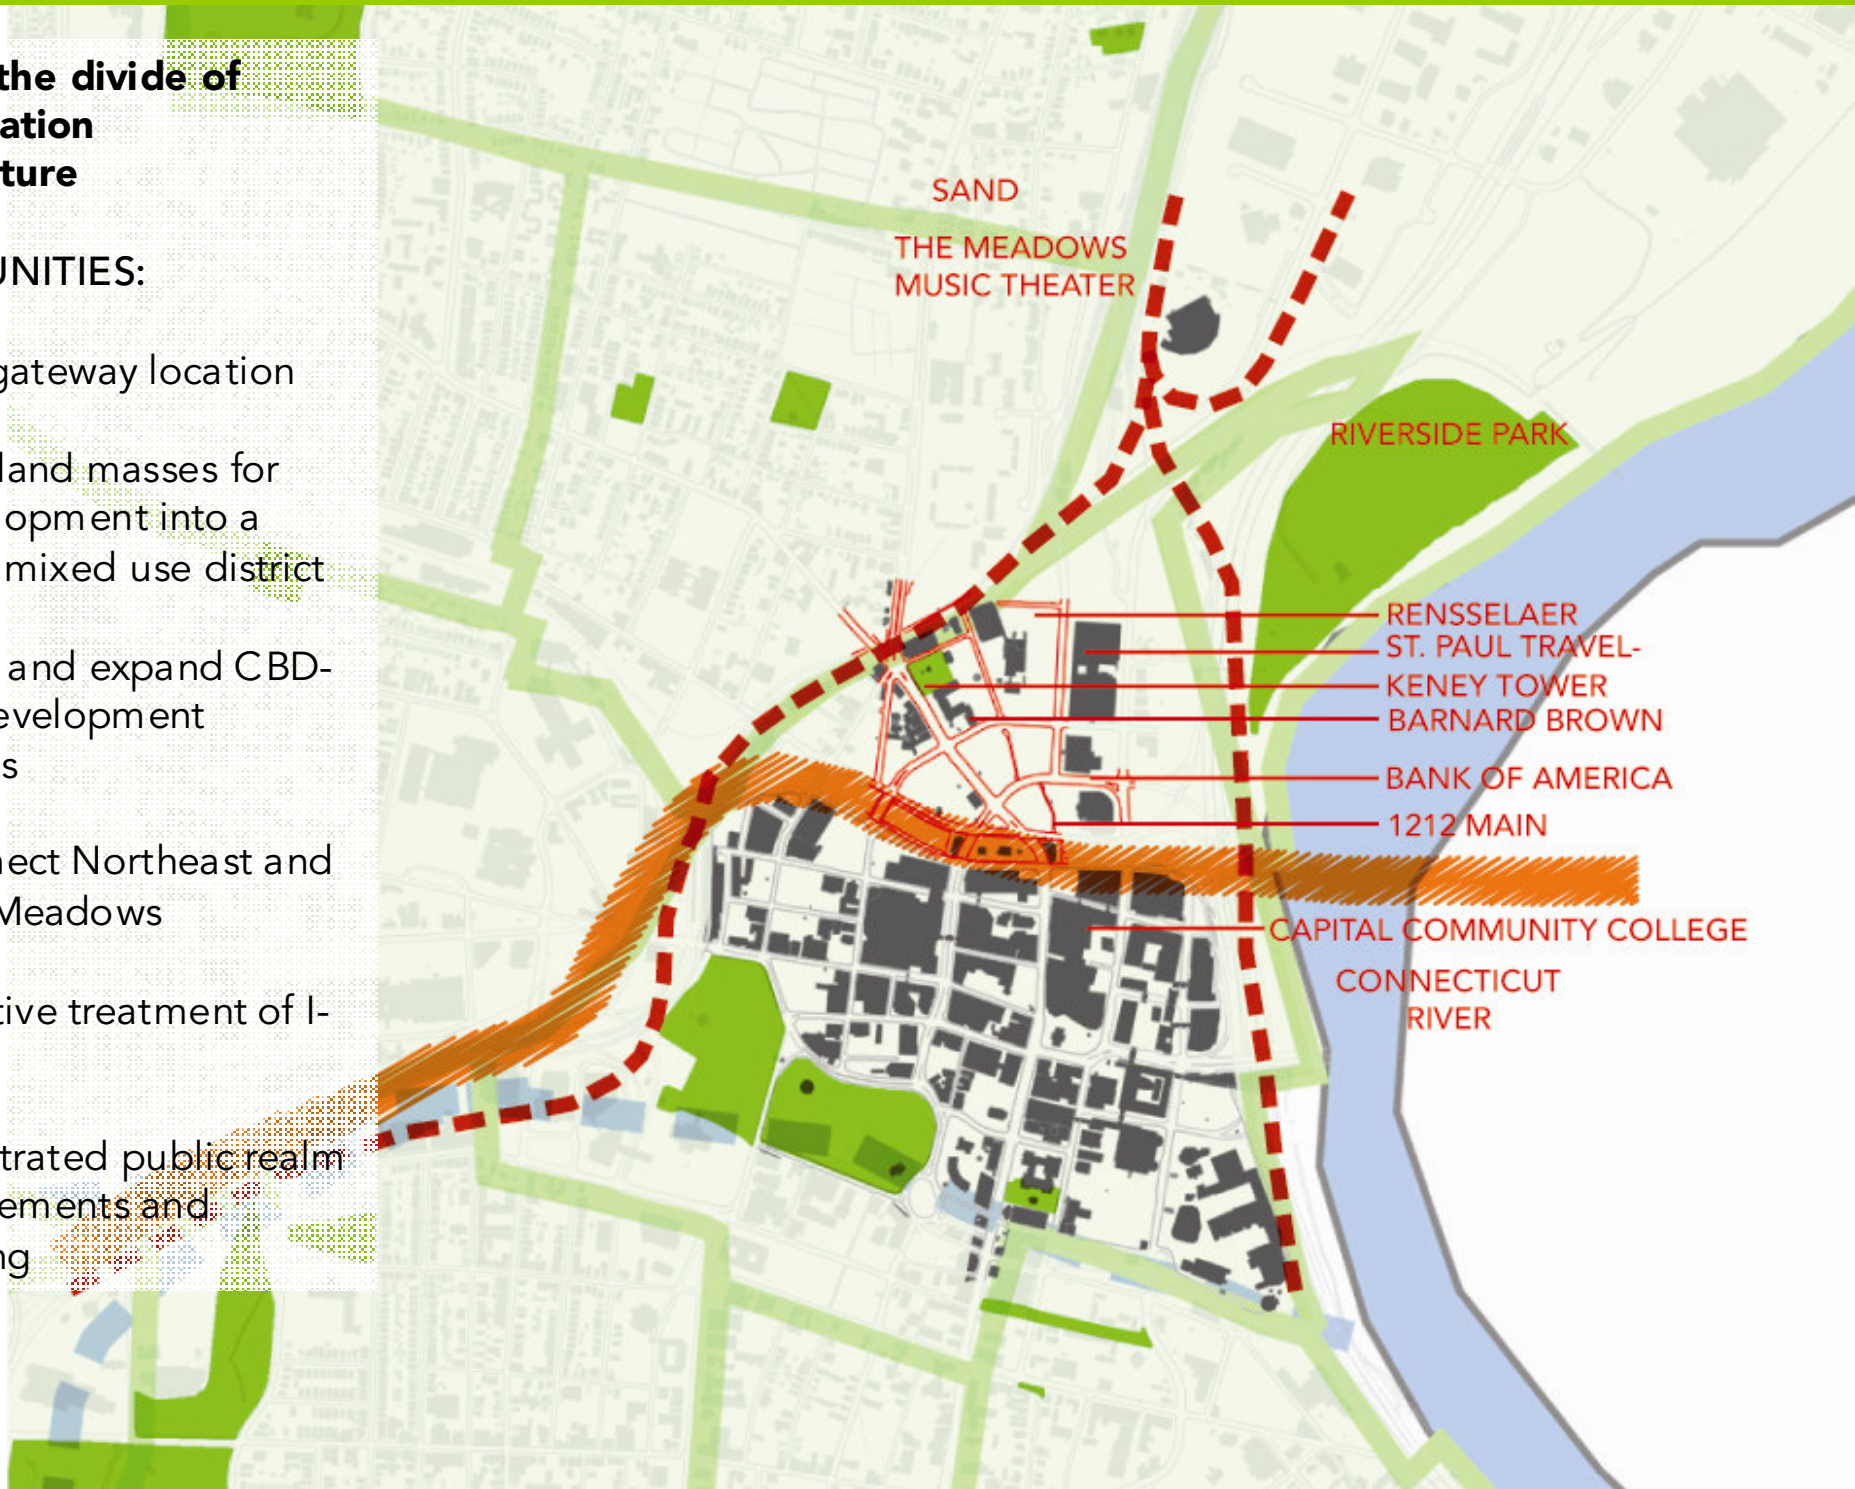 the divide of
ation
ture
UNITIES:
gateway location
land masses for
opment into a
mixed use district
and expand CBD-
evelopment
s
nect Northeast and
Meadows
tive treatment of I-
trated public realm
ements and
ng
SAND
THE MEADOWS
MUSIC THEATER
RIVERSIDE PARK
RENSSELAER
ST. PAUL TRAVEL-
KENEY TOWER
BARNARD BROWN
BANK OF AMERICA
1212 MAIN
CAPITAL COMMUNITY COLLEGE
CONNECTICUT
RIVER